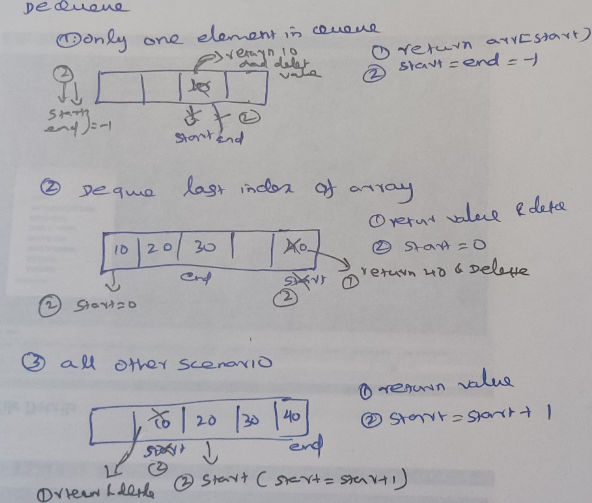 Dequeue
① only one element in queue
return 10
and delet
value
① return arr[start]
② start = end = -1
②
10
start
end } = -1
② 
start end
② Deque last index of array
① retur value & delte
② start = 0
10 20 30 40
end
start
②
① return 40 & Delete
② Start=0
③ all other scenario
① return value
② start = start + 1
10 20 30 40
start
②
end
① return & delte
② start (start = start+1)